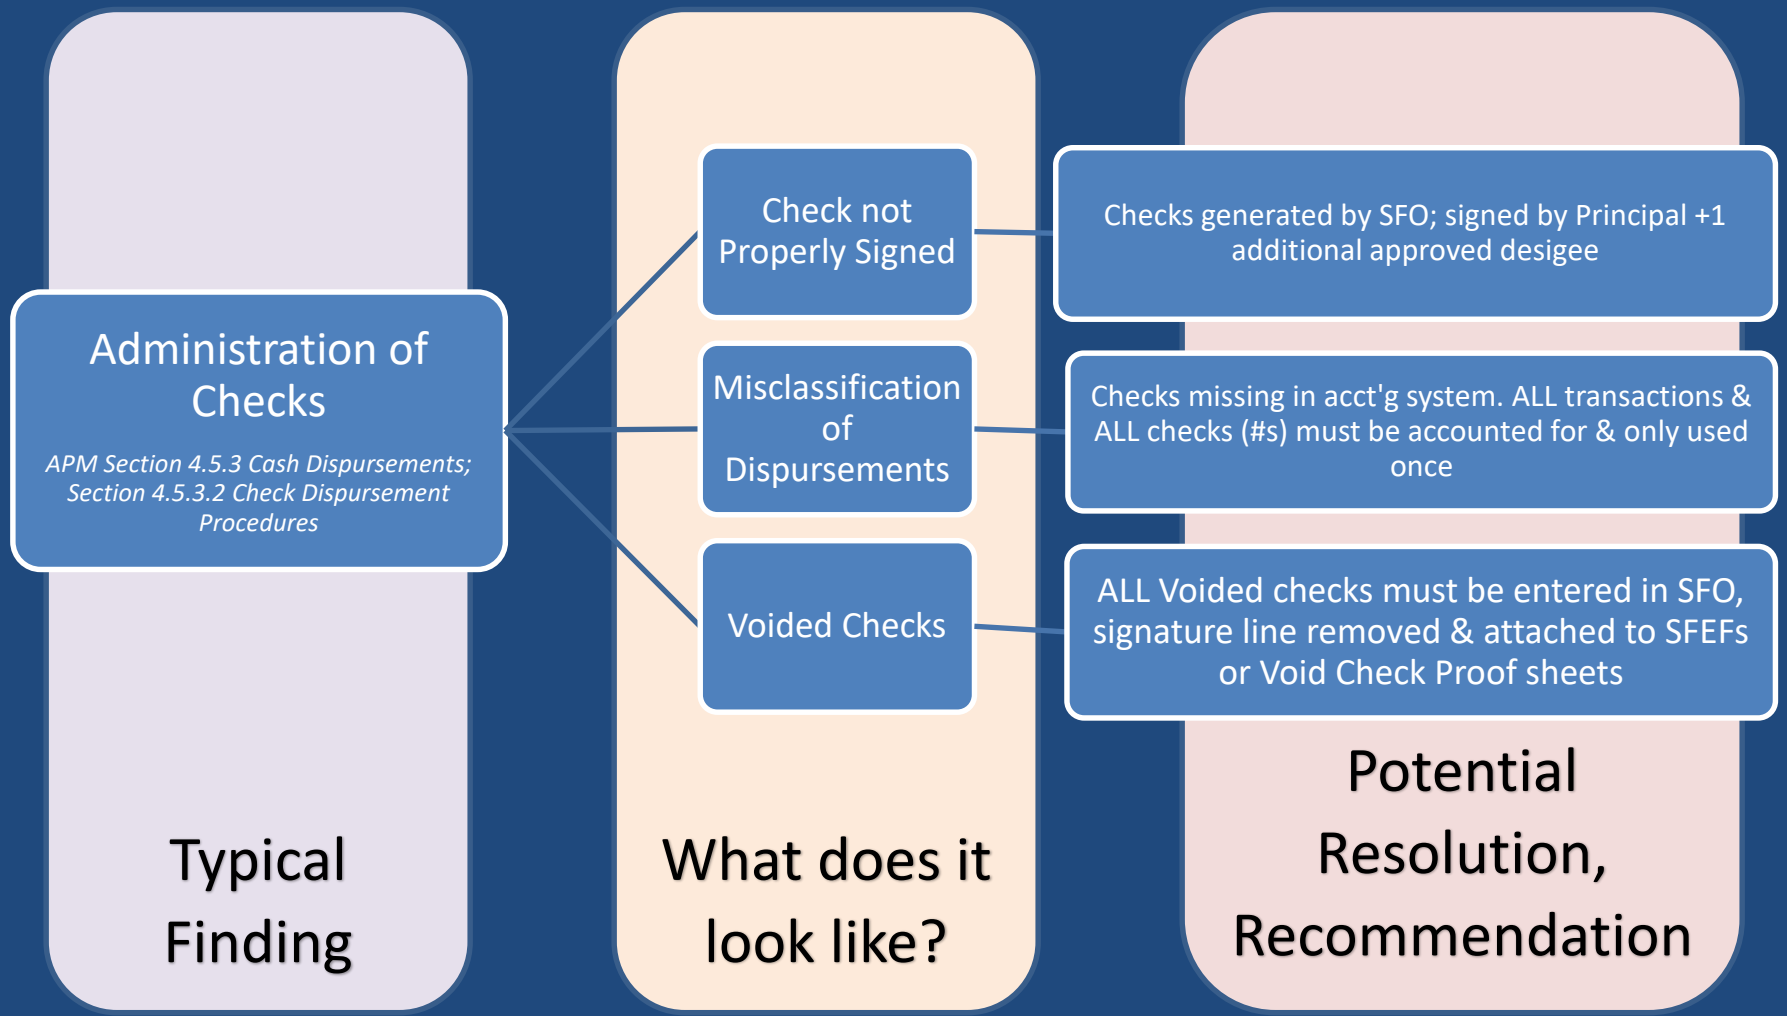 Administration of
Checks
APM Section 4.5.3 Cash Dispursements;
Section 4.5.3.2 Check Dispursement
Procedures
Check not
Properly Signed
Checks generated by SFO; signed by Principal +1
additional approved desigee
Misclassification
of
Dispursements
Checks missing in acct'g system. ALL transactions &
ALL checks (#s) must be accounted for & only used
once
Voided Checks
ALL Voided checks must be entered in SFO,
signature line removed & attached to SFEFs
or Void Check Proof sheets
Typical
Finding
What does it
look like?
Potential
Resolution,
Recommendation